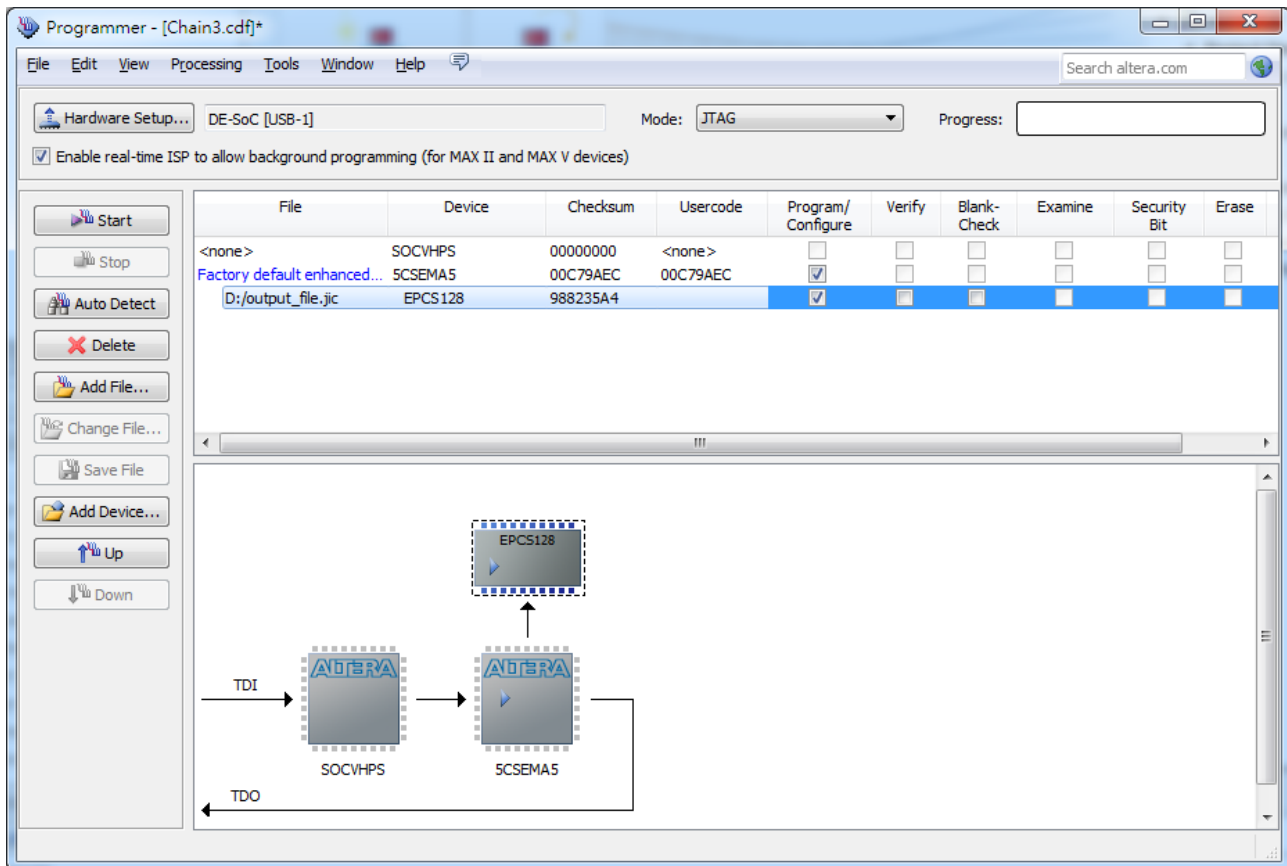 Programmer - [Chain3.cdf]*
File Edit View Processing Tools Window Help Search altera.com
Hardware Setup... DE-SoC [USB-1] Mode: JTAG Progress:
Enable real-time ISP to allow background programming (for MAX II and MAX V devices)
Start
Stop
Auto Detect
Delete
Add File...
Change File...
Save File
Add Device...
Up
Down
File Device Checksum Usercode Program/ Configure Verify Blank- Check Examine Security Bit Erase
<none> SOCVHPS 00000000 <none>
Factory default enhanced... 5CSEMA5 00C79AEC 00C79AEC
D:/output_file.jic EPCS128 988235A4
EPCS128
ALTERA ALTERA
TDI
SOCVHPS 5CSEMA5
TDO